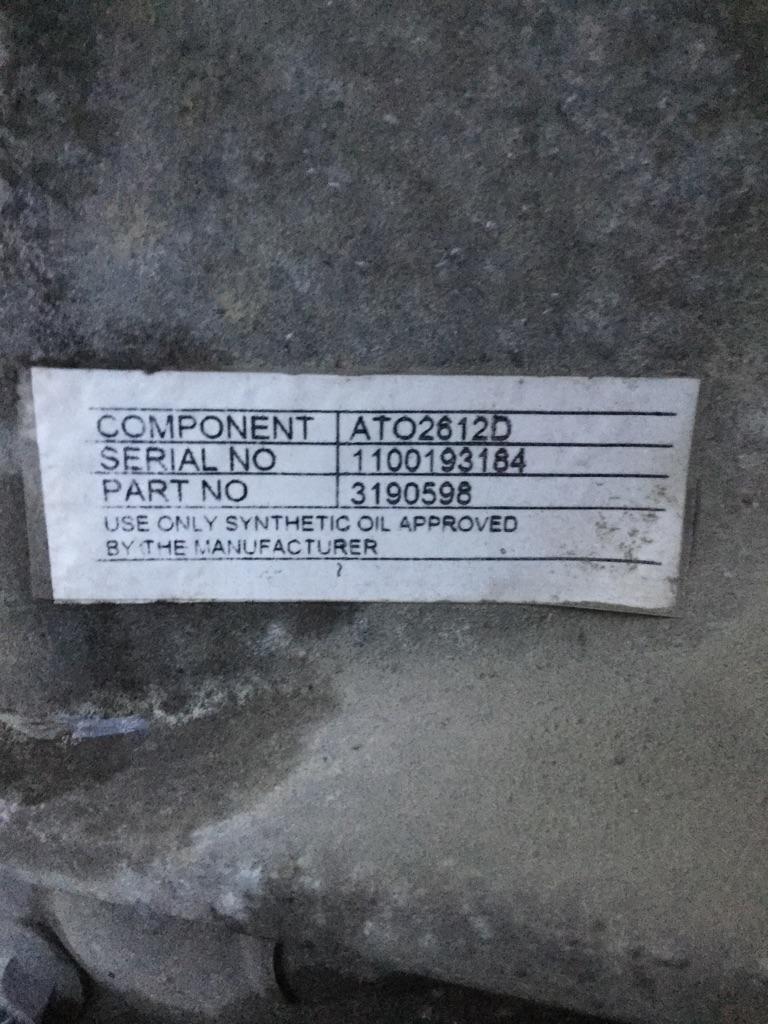 COMPONENT ATO2612D
SERIAL NO 1100193184
PART NO 3190598
USE ONLY SYNTHETIC OIL APPROVED
BY THE MANUFACTURER